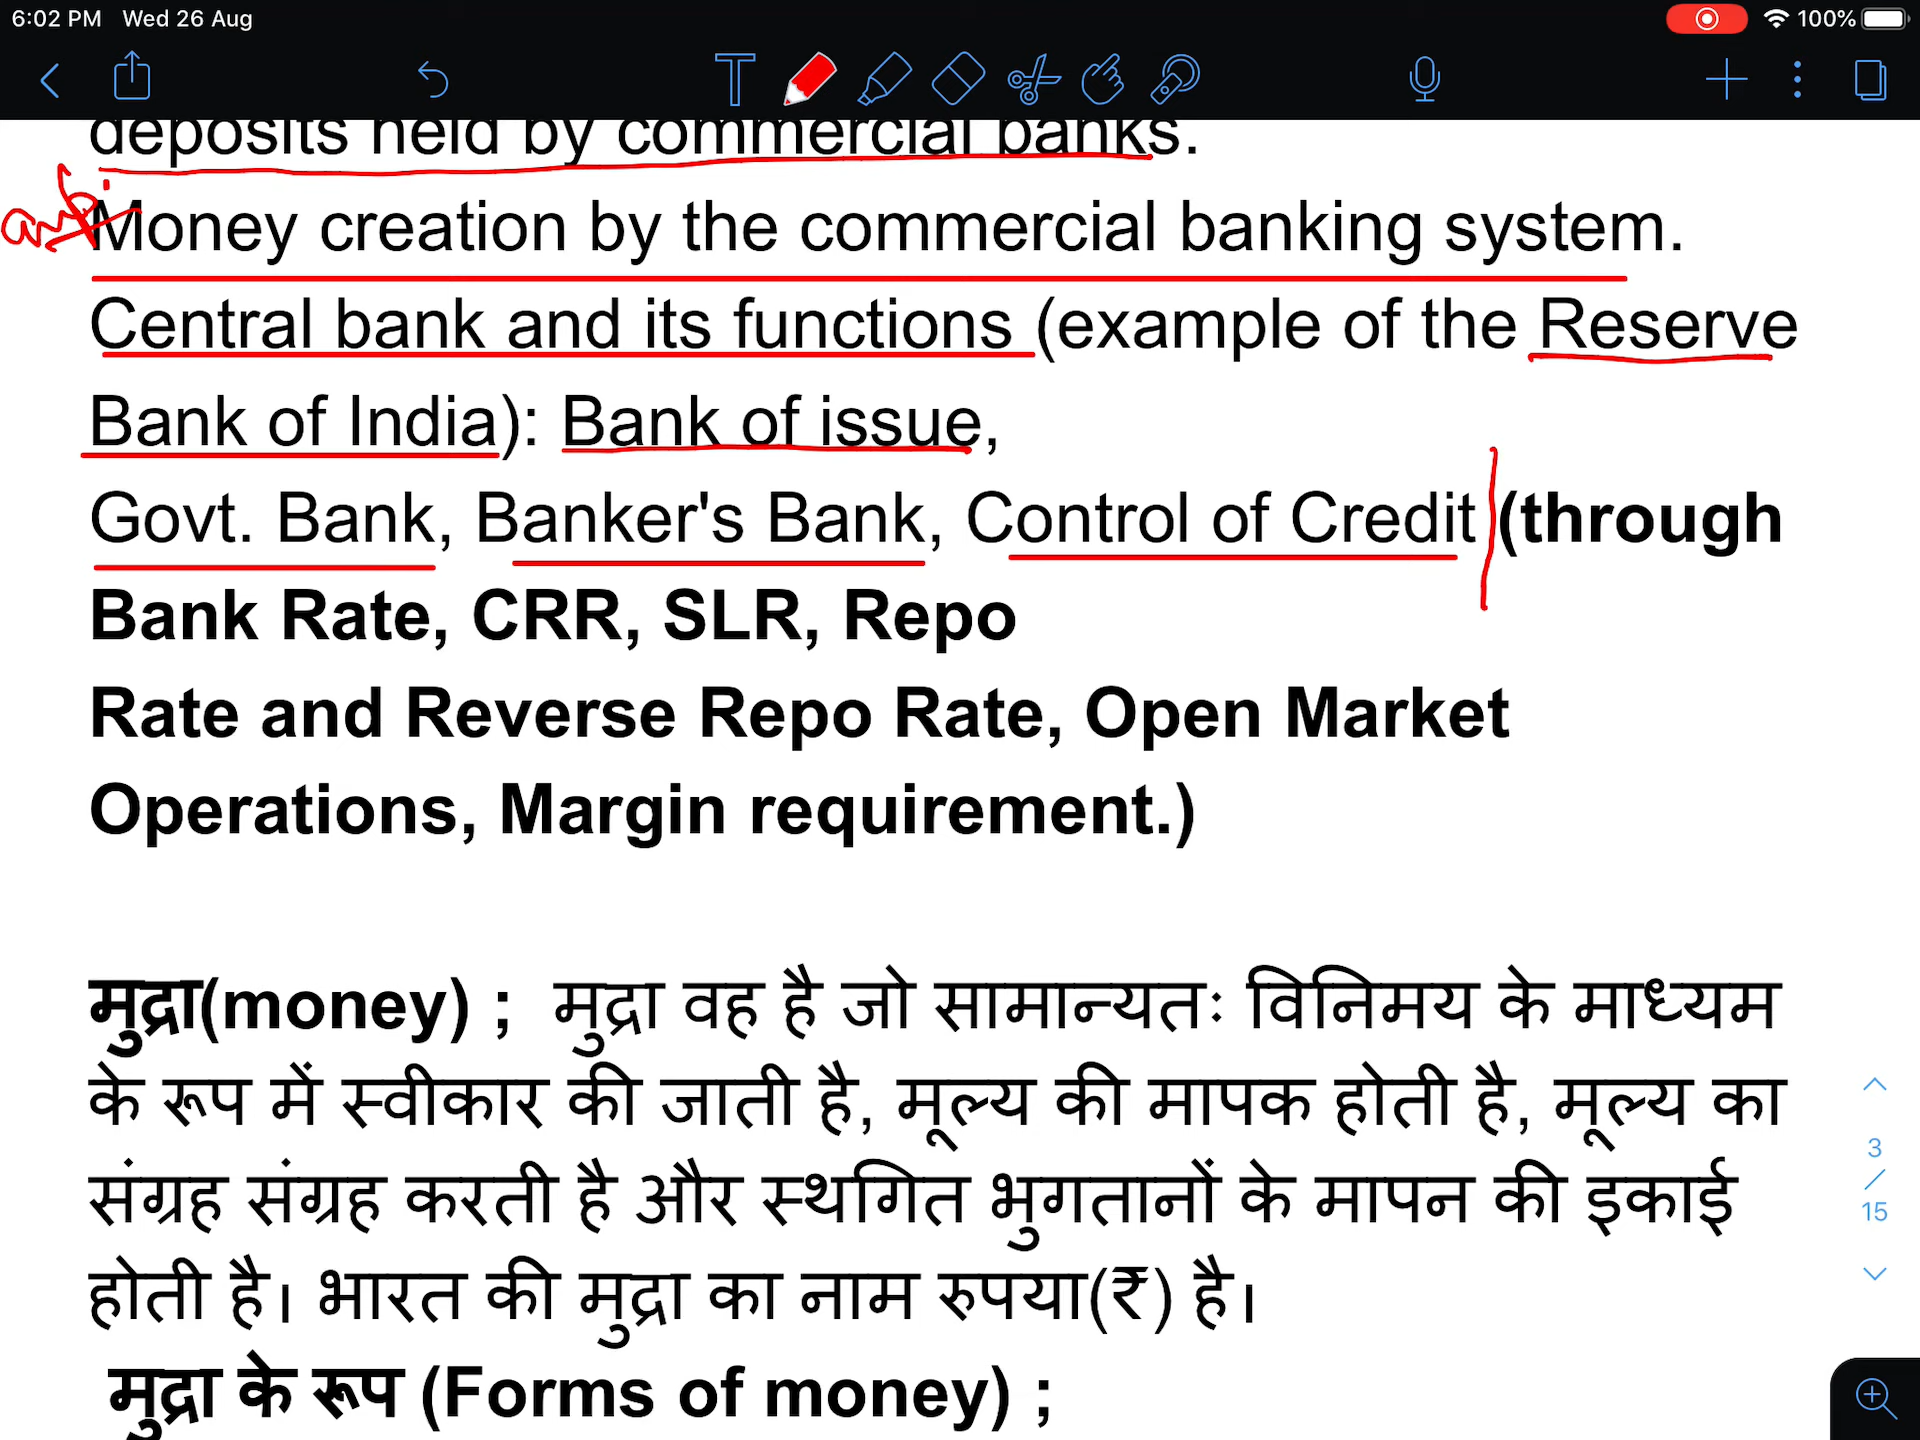 6:02 PM Wed 26 Aug
100%
deposits held by commercial banks.
Money creation by the commercial banking system.
Central bank and its functions (example of the Reserve
Bank of India): Bank of issue,
Govt. Bank, Banker's Bank, Control of Credit (through
Bank Rate, CRR, SLR, Repo
Rate and Reverse Repo Rate, Open Market
Operations, Margin requirement.)
मुद्रा(money) ; मुद्रा वह है जो सामान्यतः विनिमय के माध्यम
के रूप में स्वीकार की जाती है, मूल्य की मापक होती है, मूल्य का
संग्रह संग्रह करती है और स्थगित भुगतानों के मापन की इकाई
होती है। भारत की मुद्रा का नाम रुपया(₹) है।
मुद्रा के रूप (Forms of money) ;
3
/
15